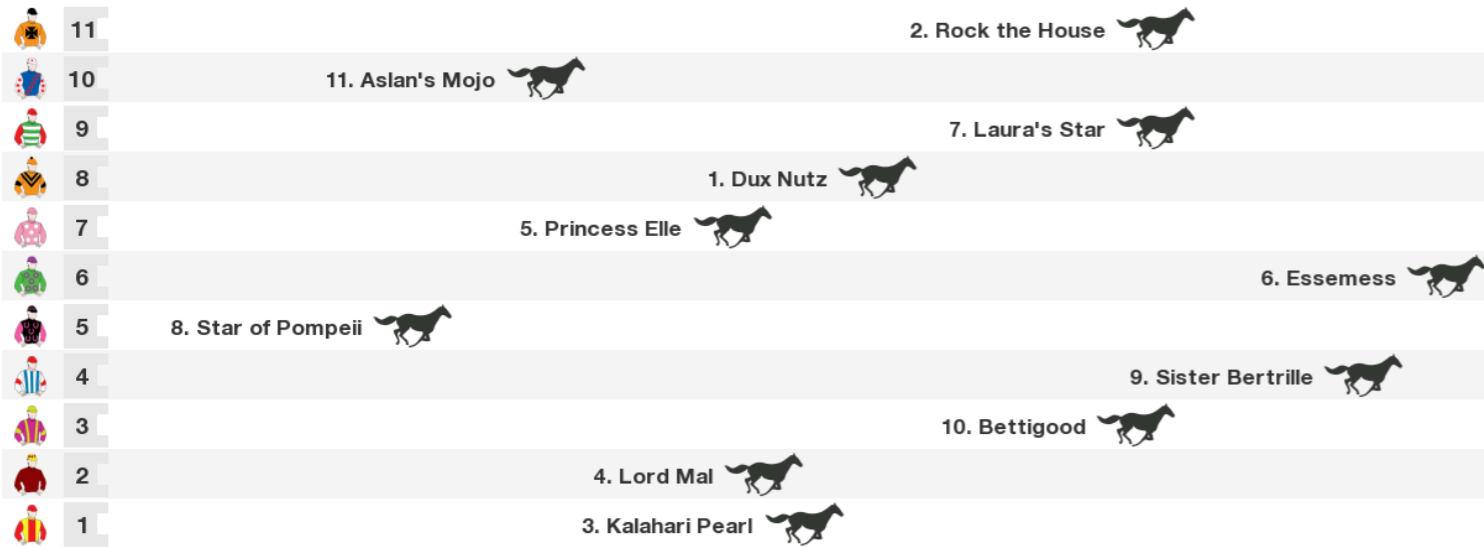 11 2. Rock the House
10 11. Aslan's Mojo
9 7. Laura's Star
8 1. Dux Nutz
7 5. Princess Elle
6 6. Essemess
5 8. Star of Pompeii
4 9. Sister Bertrille
3 10. Bettigood
2 4. Lord Mal
1 3. Kalahari Pearl